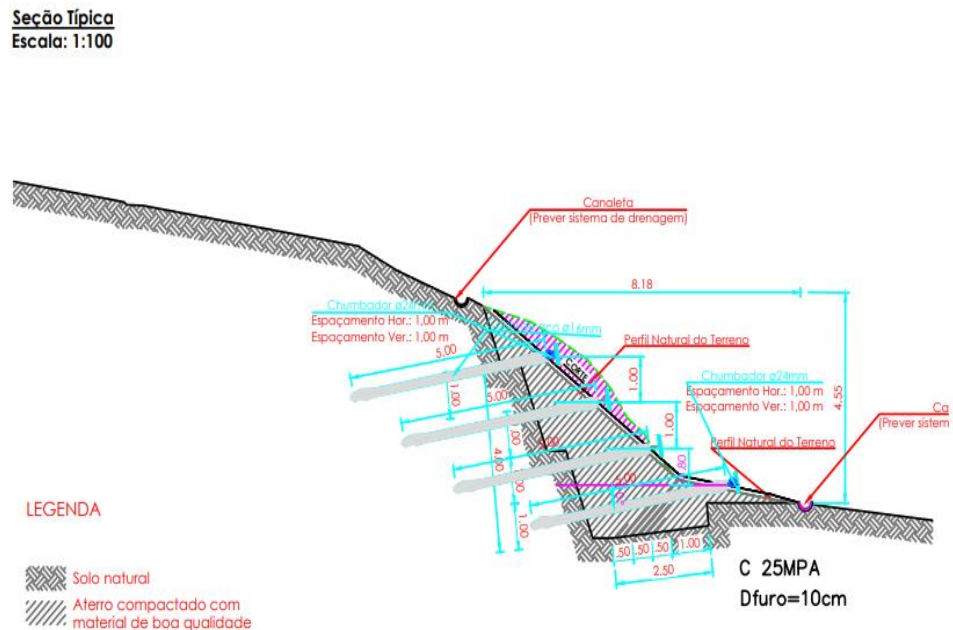 Seção Típica
Escala: 1:100
Canaleta
(Prever sistema de drenagem)
8.18
Chumbador ø24mm
Espaçamento Hor.: 1,00 m
Espaçamento Ver.: 1,00 m
ø16mm
CORTE
Perfil Natural do Terreno
5.00
1.00
1.00
Chumbador ø24mm
Espaçamento Hor.: 1,00 m
Espaçamento Ver.: 1,00 m
4.55
5.00
1.00
Ca
(Prever sistem
Perfil Natural do Terreno
4.00
.80
1.00
LEGENDA
.50 .50 .50 1.00
2.50
C 25MPA
Dfuro=10cm
Solo natural
Aterro compactado com
material de boa qualidade